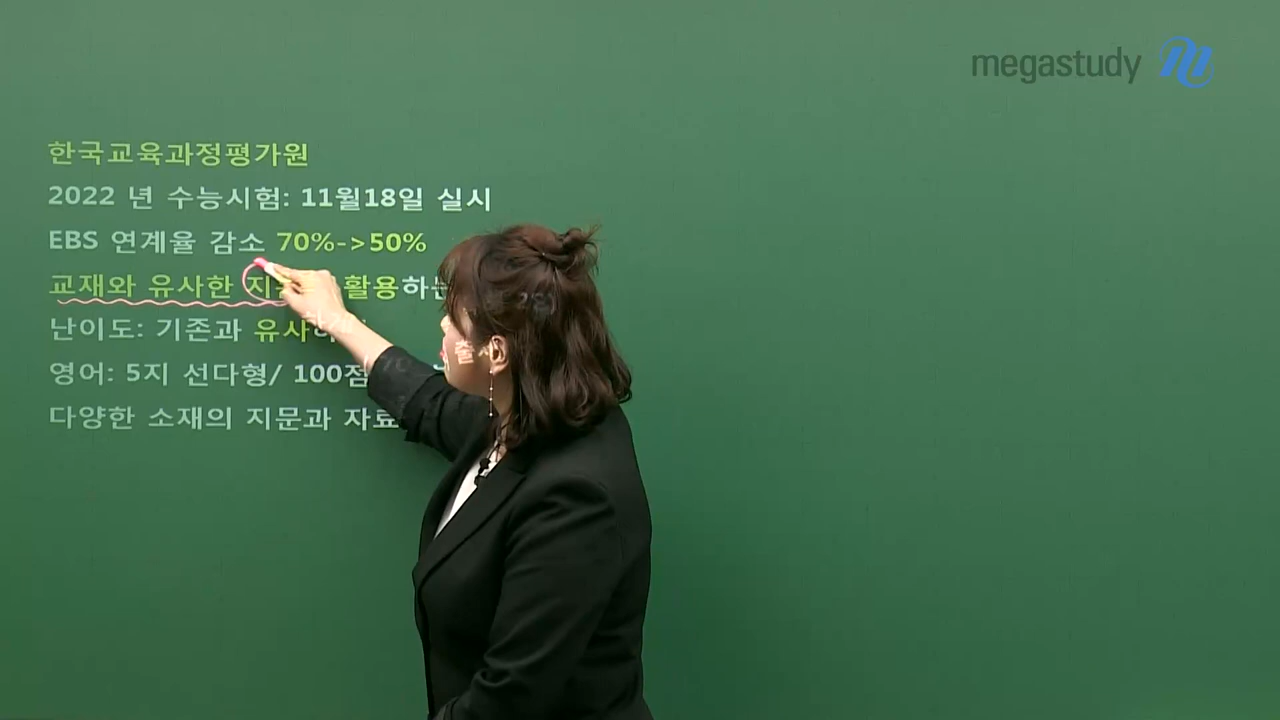 megastudy
한국교육과정평가원
2022 년 수능시험: 11월18일 실시
EBS 연계율 감소 70%->50%
교재와 유사한 활용하는
난이도: 기존과 유사
영어: 5지 선다형/ 100점
다양한 소재의 지문과 자료